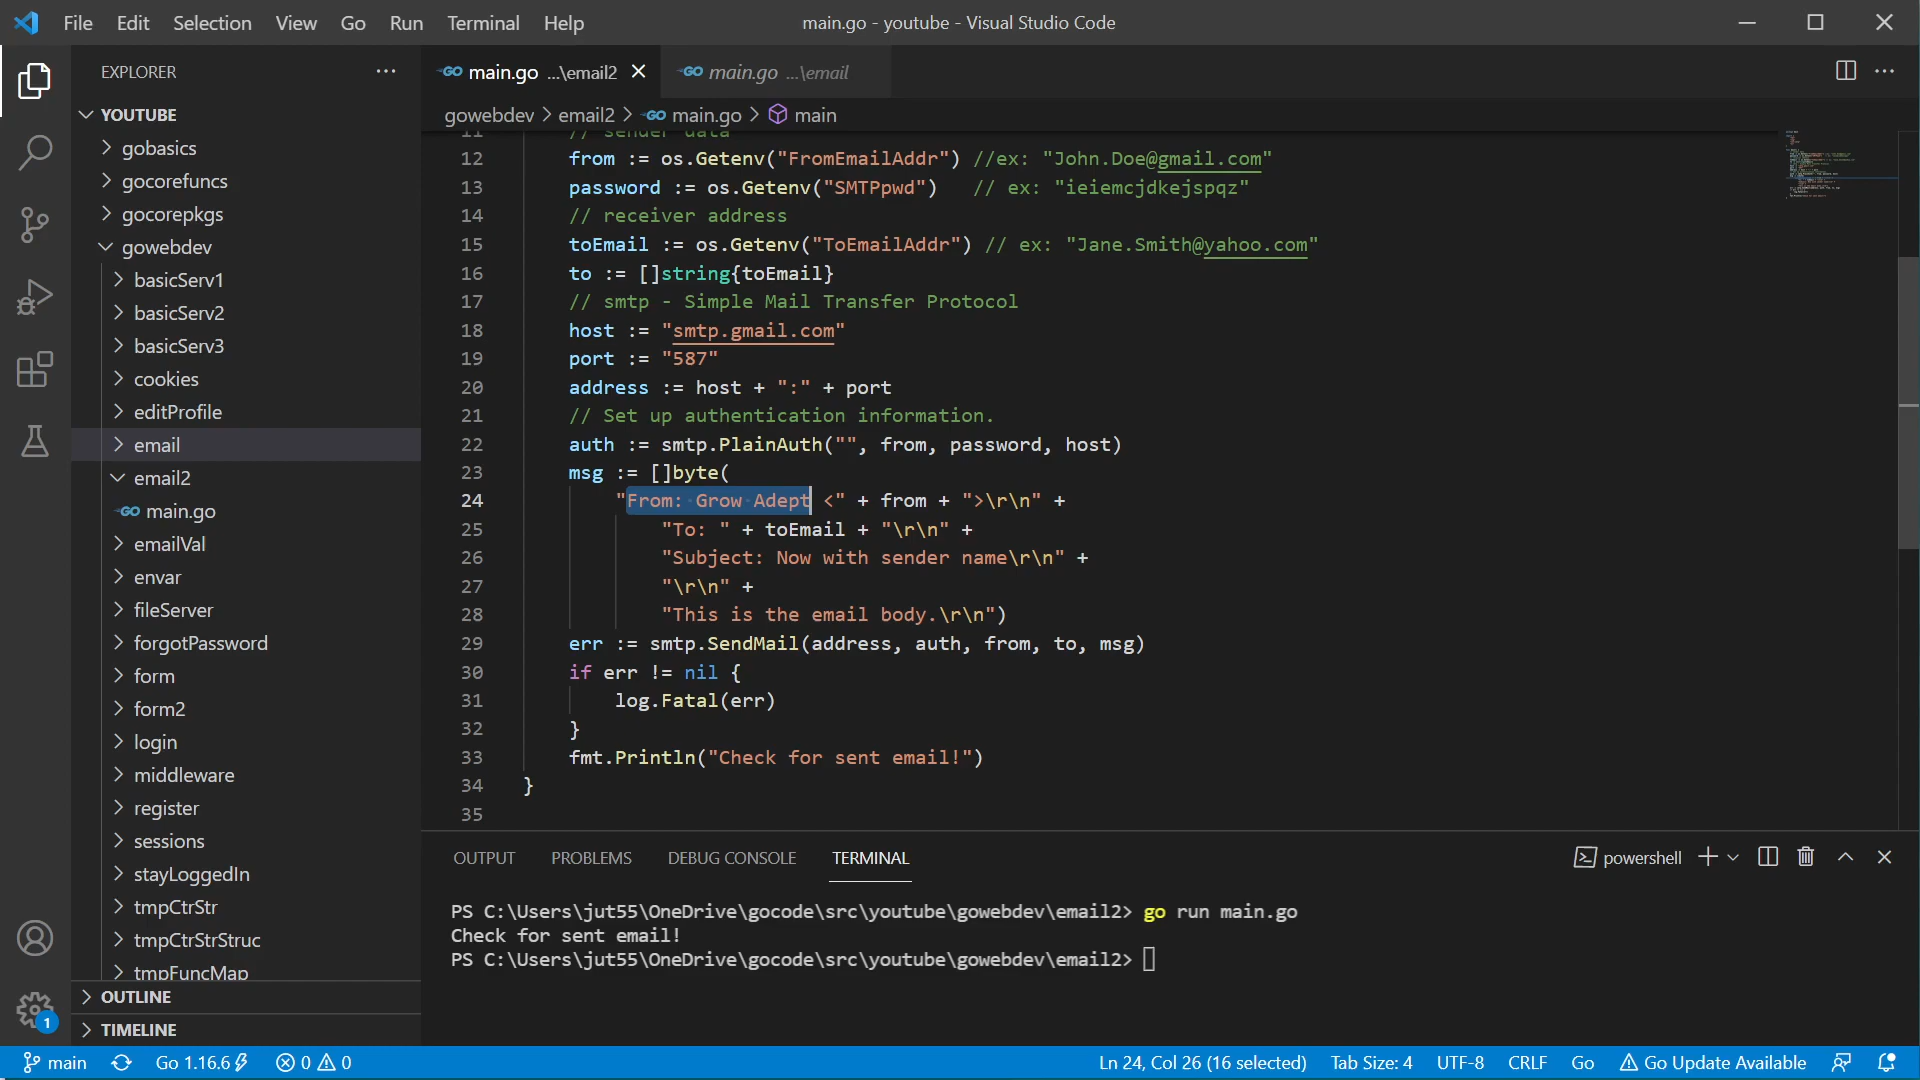 File Edit Selection View Go Run Terminal Help
main.go - youtube - Visual Studio Code
EXPLORER
YOUTUBE
gobasics
gocorefuncs
gocorepkgs
gowebdev
basicServ1
basicServ2
basicServ3
cookies
editProfile
email
email2
GO main.go
emailVal
envar
fileServer
forgotPassword
form
form2
login
middleware
register
sessions
stayLoggedIn
tmpCtrStr
tmpCtrStrStruc
tmpFuncMap
OUTLINE
TIMELINE
1
GO main.go ...\email2
GO main.go ...\email
gowebdev > email2 > GO main.go > main
11 // sender data
12 from := os.Getenv("FromEmailAddr") //ex: "John.Doe@gmail.com"
13 password := os.Getenv("SMTPpwd") // ex: "ieiemcjdkejspqz"
14 // receiver address
15 toEmail := os.Getenv("ToEmailAddr") // ex: "Jane.Smith@yahoo.com"
16 to := []string{toEmail}
17 // smtp - Simple Mail Transfer Protocol
18 host := "smtp.gmail.com"
19 port := "587"
20 address := host + ":" + port
21 // Set up authentication information.
22 auth := smtp.PlainAuth("", from, password, host)
23 msg := []byte(
24 "From: Grow Adept <" + from + ">\r\n" +
25 "To: " + toEmail + "\r\n" +
26 "Subject: Now with sender name\r\n" +
27 "\r\n" +
28 "This is the email body.\r\n")
29 err := smtp.SendMail(address, auth, from, to, msg)
30 if err != nil {
31 log.Fatal(err)
32 }
33 fmt.Println("Check for sent email!")
34 }
35
OUTPUT PROBLEMS DEBUG CONSOLE TERMINAL
powershell
PS C:\Users\jut55\OneDrive\gocode\src\youtube\gowebdev\email2> go run main.go
Check for sent email!
PS C:\Users\jut55\OneDrive\gocode\src\youtube\gowebdev\email2>
main Go 1.16.6 0 0
Ln 24, Col 26 (16 selected) Tab Size: 4 UTF-8 CRLF Go Go Update Available